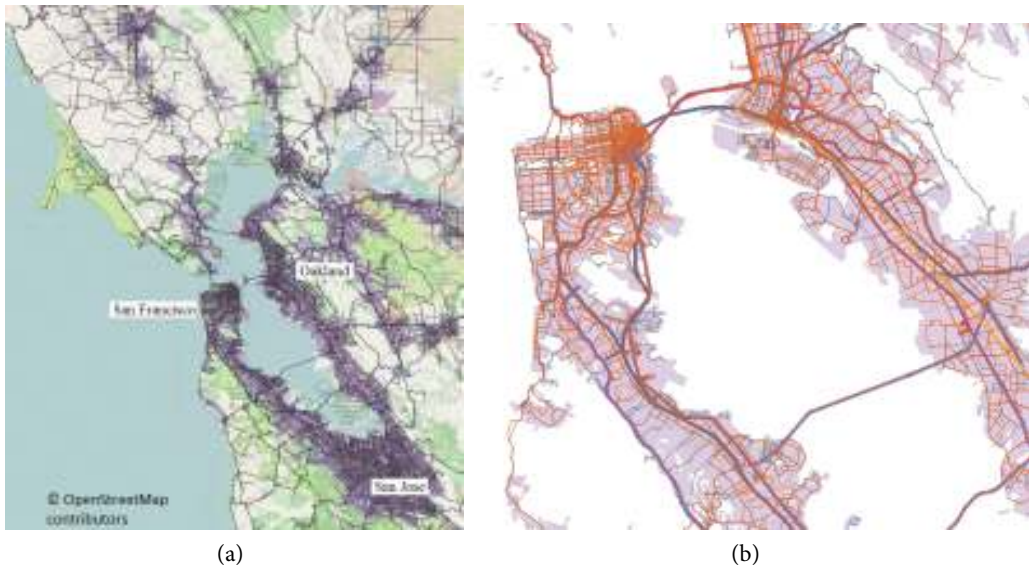 Oakland
San Francisco
San Jose
© OpenStreetMap
contributors
(a)
(b)